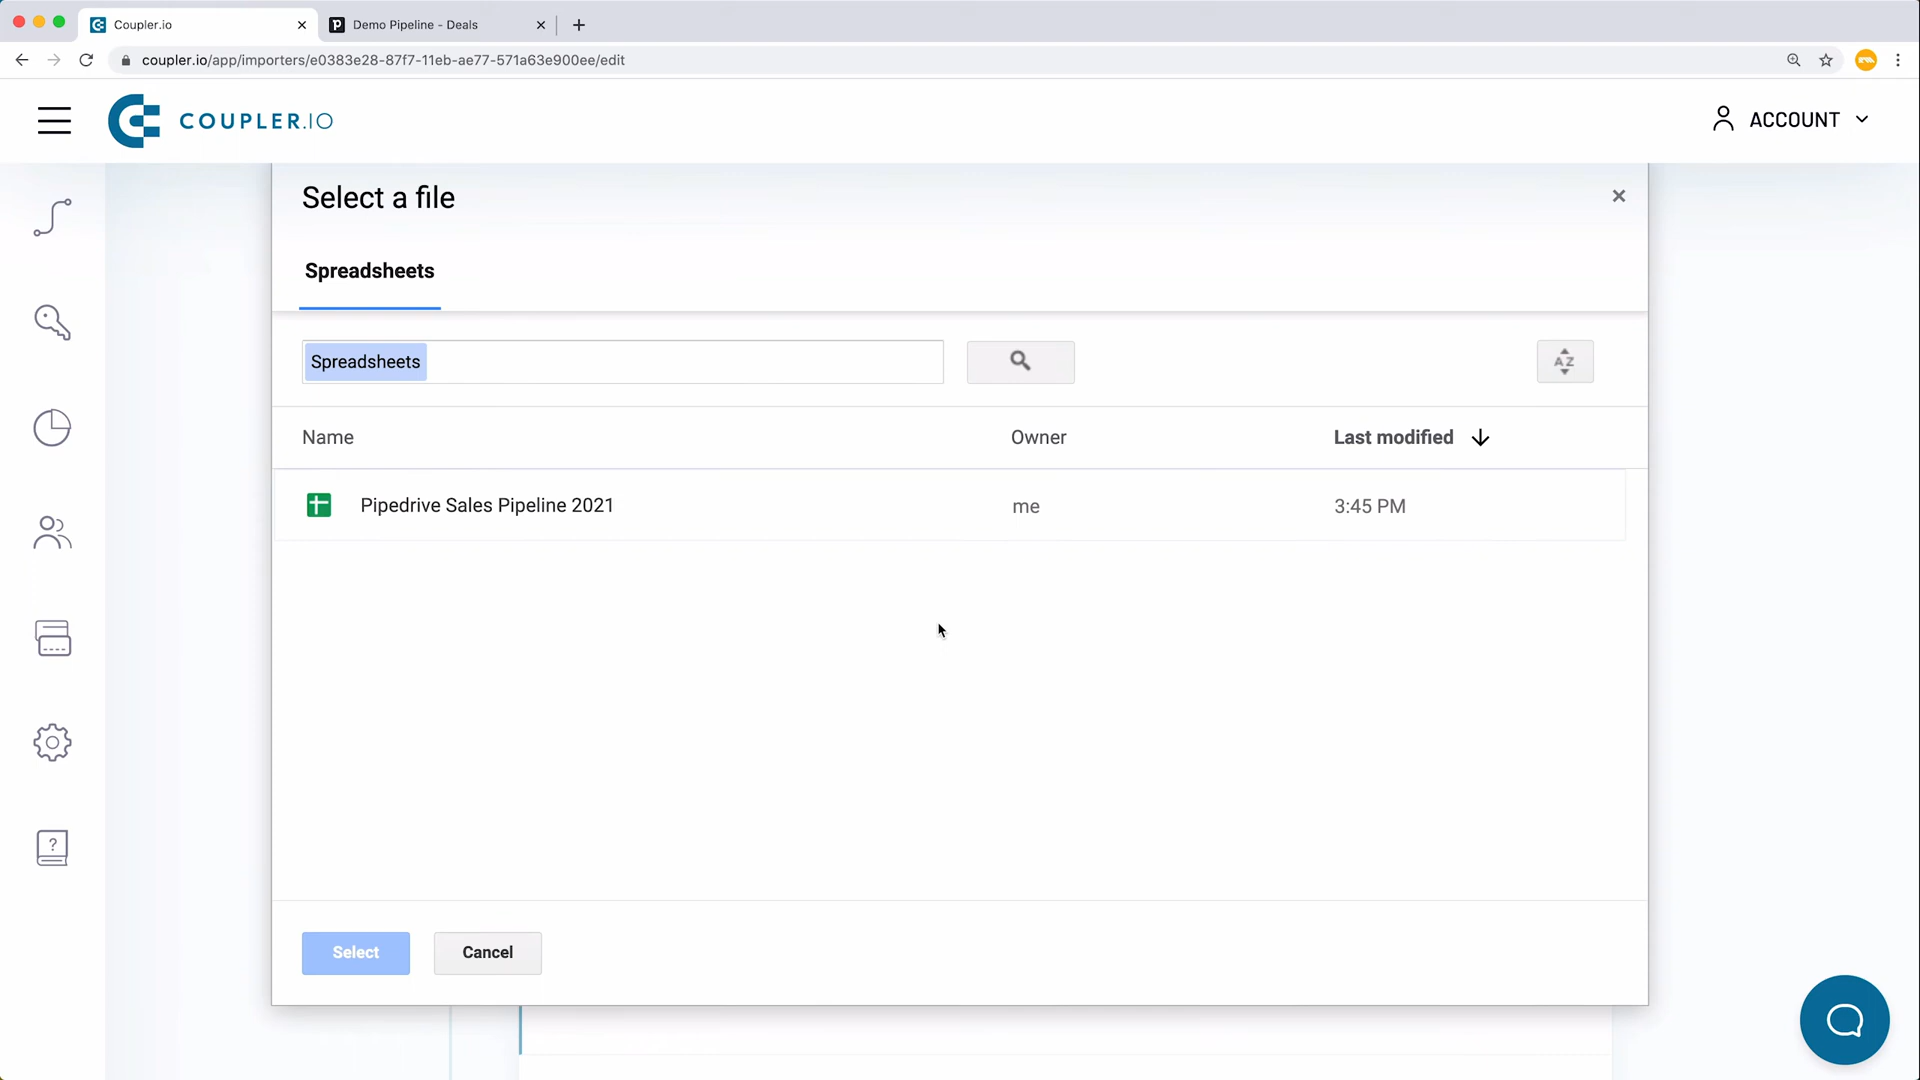 Coupler.io
Demo Pipeline - Deals
coupler.io/app/importers/e0383e28-87f7-11eb-ae77-571a63e900ee/edit
COUPLER.IO
ACCOUNT
Select a file
Spreadsheets
Spreadsheets
AZ
Name Owner Last modified
Pipedrive Sales Pipeline 2021 me 3:45 PM
?
Select Cancel